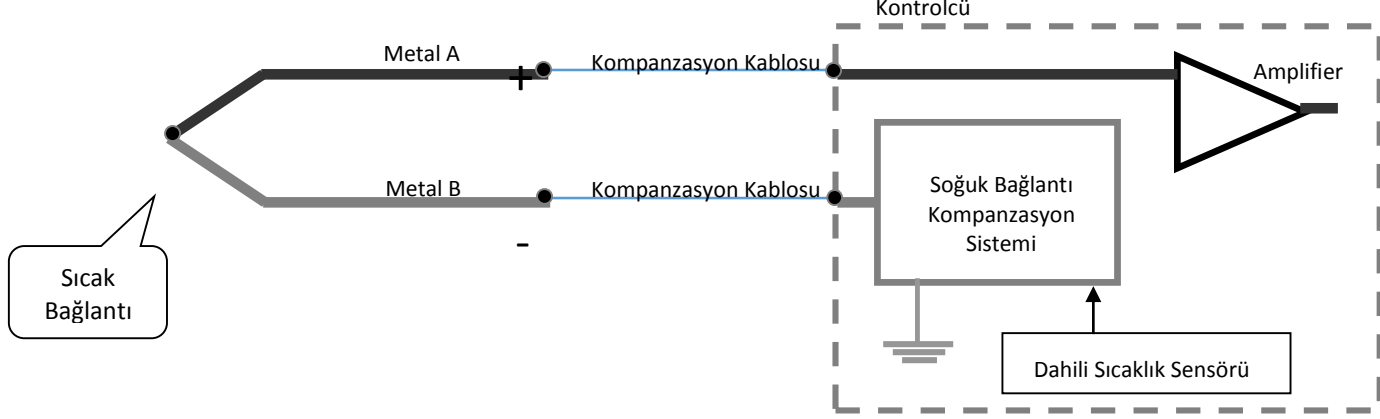 Kontrolcü
Metal A
Kompanzasyon Kablosu
Amplifier
+
Metal B
Kompanzasyon Kablosu
Soğuk Bağlantı
Kompanzasyon
Sistemi
-
Sıcak
Bağlantı
Dahili Sıcaklık Sensörü